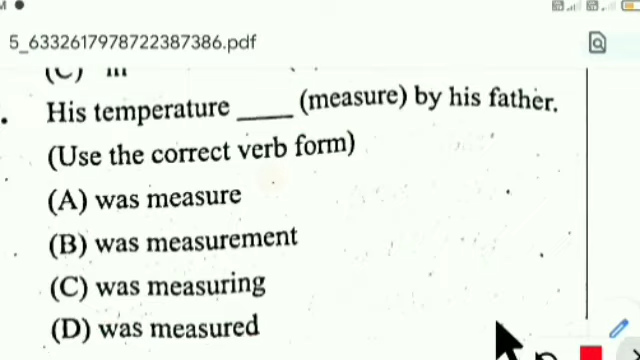 5_6332617978722387386.pdf
(C) in
His temperature ____ (measure) by his father.
(Use the correct verb form)
(A) was measure
(B) was measurement
(C) was measuring
(D) was measured